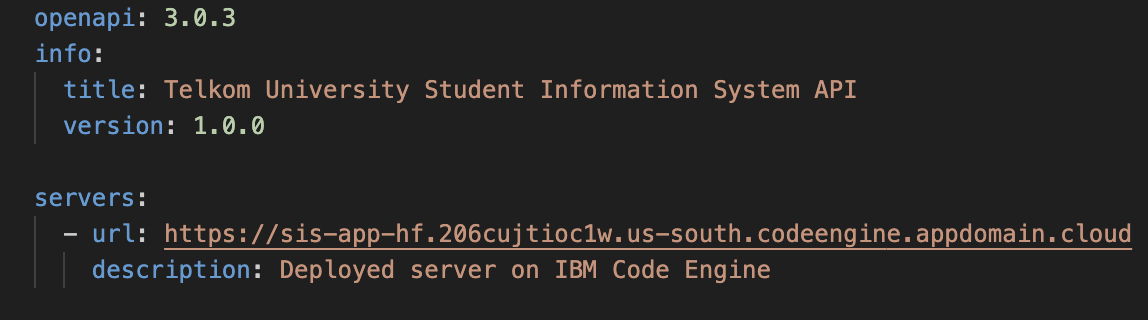 openapi: 3.0.3
info:
title: Telkom University Student Information System API
version: 1.0.0
servers:
- url: https://sis-app-hf.206cujtioc1w.us-south.codeengine.appdomain.cloud
description: Deployed server on IBM Code Engine